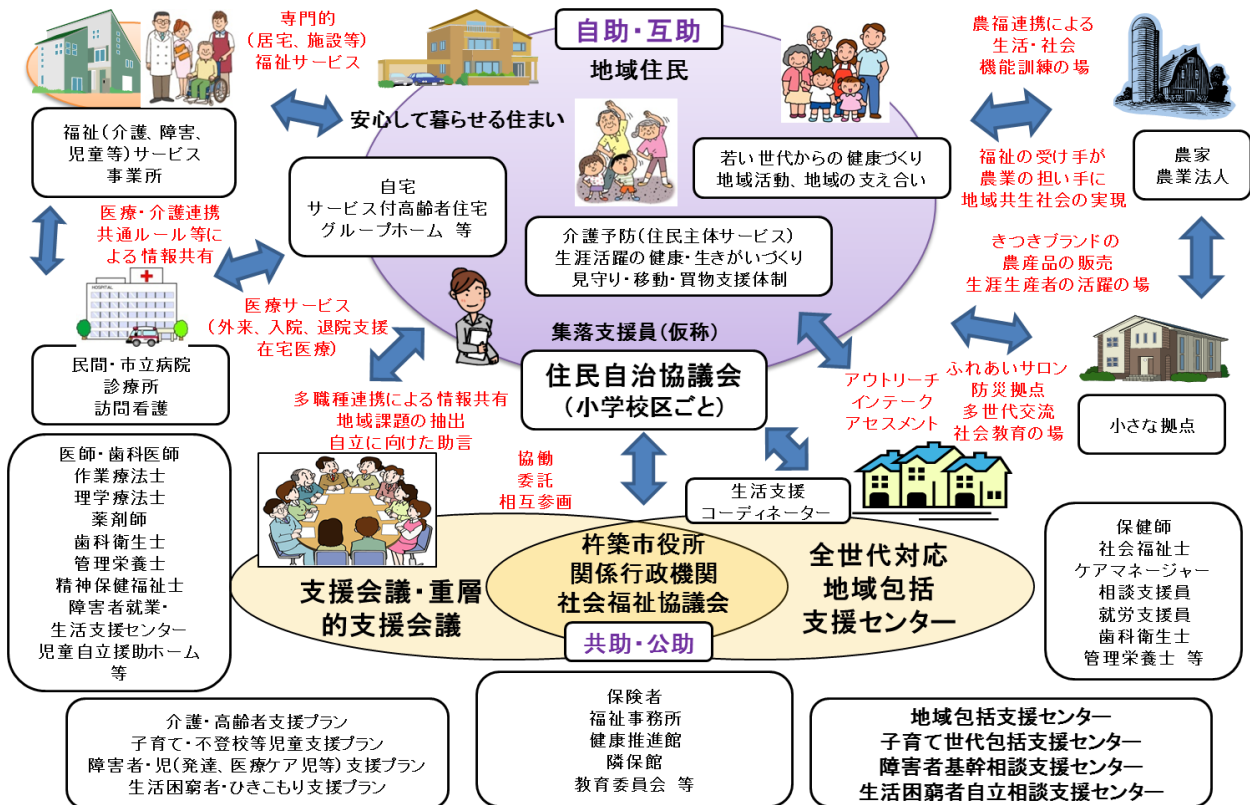 専門的
(居宅、施設等)
福祉サービス
自助・互助
地域住民
農福連携による
生活・社会
機能訓練の場
安心して暮らせる住まい
福祉(介護、障害、
児童等)サービス
事業所
若い世代からの健康づくり
地域活動、地域の支え合い
福祉の受け手が
農業の担い手に
地域共生社会の実現
農家
農業法人
自宅
サービス付高齢者住宅
グループホーム 等
医療・介護連携
共通ルール等に
よる情報共有
介護予防(住民主体サービス)
生涯活躍の健康・生きがいづくり
見守り・移動・買物支援体制
きつきブランドの
農産品の販売
生涯生産者の活躍の場
HOSPITAL
医療サービス
(外来、入院、退院支援
在宅医療)
集落支援員(仮称)
民間・市立病院
診療所
訪問看護
住民自治協議会
(小学校区ごと)
アウトリーチ
インテーク
アセスメント
ふれあいサロン
防災拠点
多世代交流
社会教育の場
小さな拠点
多職種連携による情報共有
地域課題の抽出
自立に向けた助言
医師・歯科医師
作業療法士
理学療法士
薬剤師
歯科衛生士
管理栄養士
精神保健福祉士
障害者就業・
生活支援センター
児童自立援助ホーム
等
協働
委託
相互参画
生活支援
コーディネーター
支援会議・重層
的支援会議
杵築市役所
関係行政機関
社会福祉協議会
全世代対応
地域包括
支援センター
保健師
社会福祉士
ケアマネージャー
相談支援員
就労支援員
歯科衛生士
管理栄養士 等
共助・公助
介護・高齢者支援プラン
子育て・不登校等児童支援プラン
障害者・児(発達、医療ケア児等)支援プラン
生活困窮者・ひきこもり支援プラン
保険者
福祉事務所
健康推進館
隣保館
教育委員会 等
地域包括支援センター
子育て世代包括支援センター
障害者基幹相談支援センター
生活困窮者自立相談支援センター